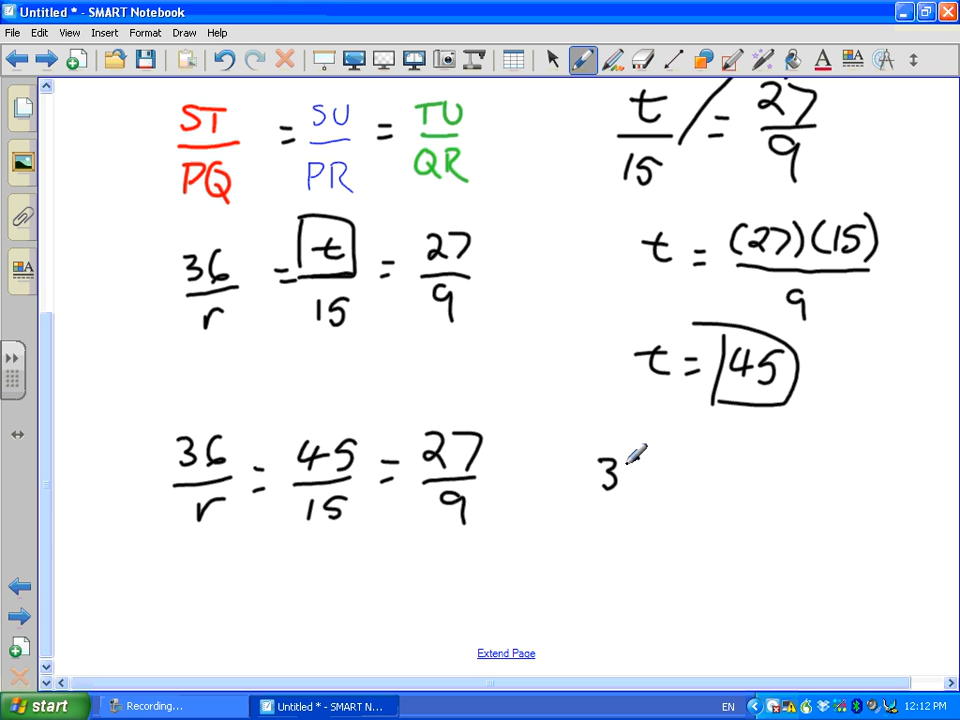 Untitled * - SMART Notebook
File Edit View Insert Format Draw Help
ST/PQ = SU/PR = TU/QR
t/15 = 27/9
36/r = t/15 = 27/9
t = (27)(15)/9
t = 45
36/r = 45/15 = 27/9
3
Extend Page
start Recording... Untitled * - SMART N... EN 12:12 PM